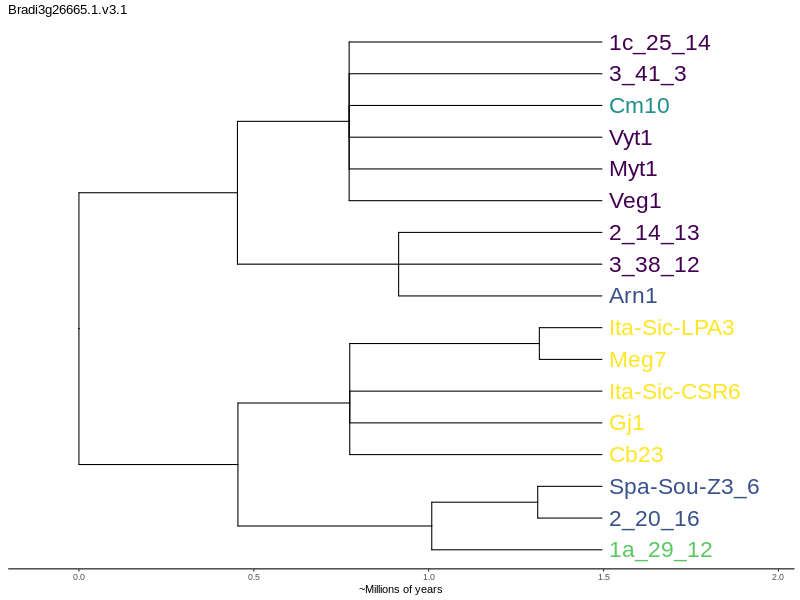 Bradi3g26665.1.v3.1
1c_25_14
3_41_3
Cm10
Vyt1
Myt1
Veg1
2_14_13
3_38_12
Arn1
Ita-Sic-LPA3
Meg7
Ita-Sic-CSR6
Gj1
Cb23
Spa-Sou-Z3_6
2_20_16
1a_29_12
0.0 0.5 1.0 1.5 2.0
~Millions of years